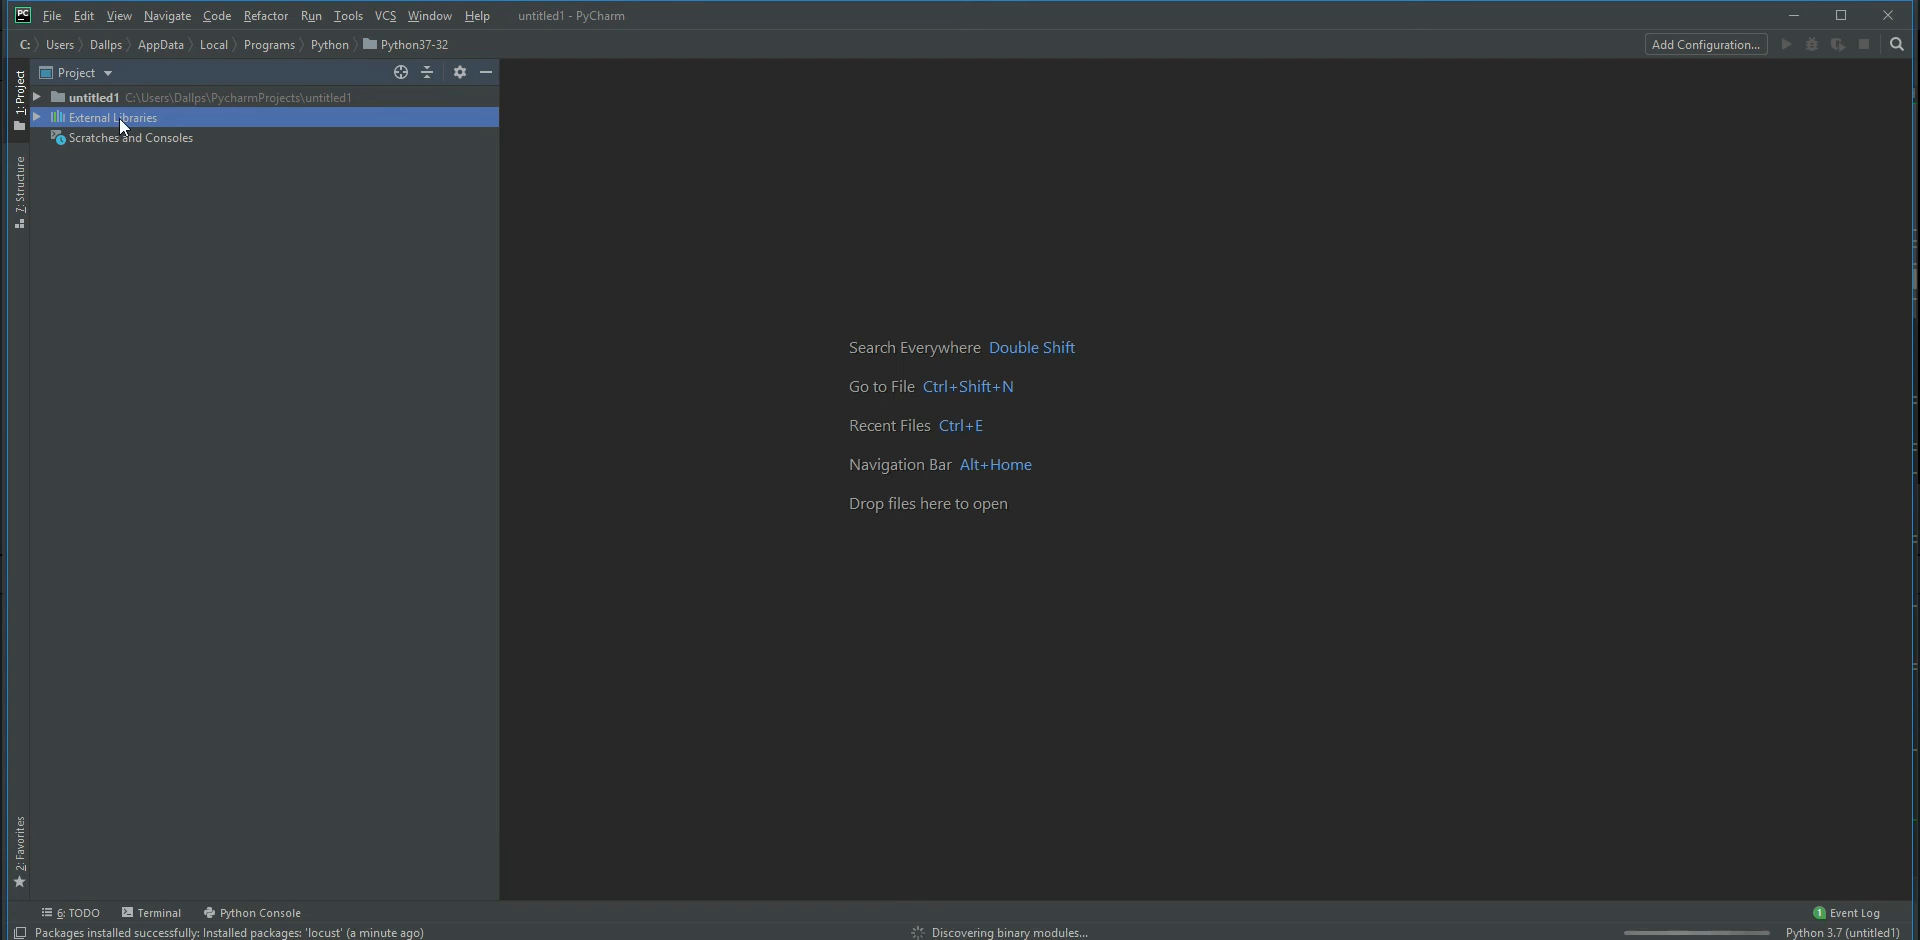 PC File Edit View Navigate Code Refactor Run Tools VCS Window Help untitled1 - PyCharm
C: Users Dallps AppData Local Programs Python Python37-32 Add Configuration...
1: Project
Project
untitled1 C:\Users\Dallps\PycharmProjects\untitled1
External Libraries
Scratches and Consoles
7: Structure
Search Everywhere Double Shift
Go to File Ctrl+Shift+N
Recent Files Ctrl+E
Navigation Bar Alt+Home
Drop files here to open
2: Favorites
6: TODO Terminal Python Console 1 Event Log
Packages installed successfully: Installed packages: 'locust' (a minute ago) Discovering binary modules... Python 3.7 (untitled1)